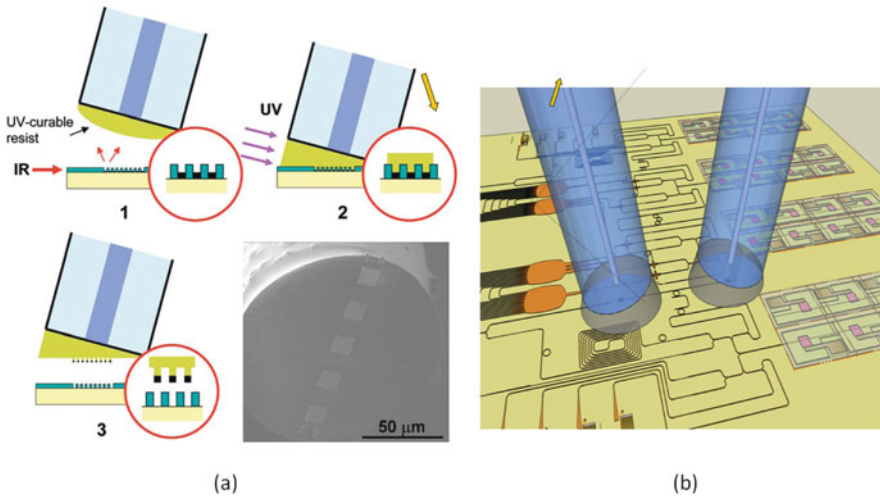 UV-curable
resist
IR
1
UV
2
3
50 μm
(a)
(b)